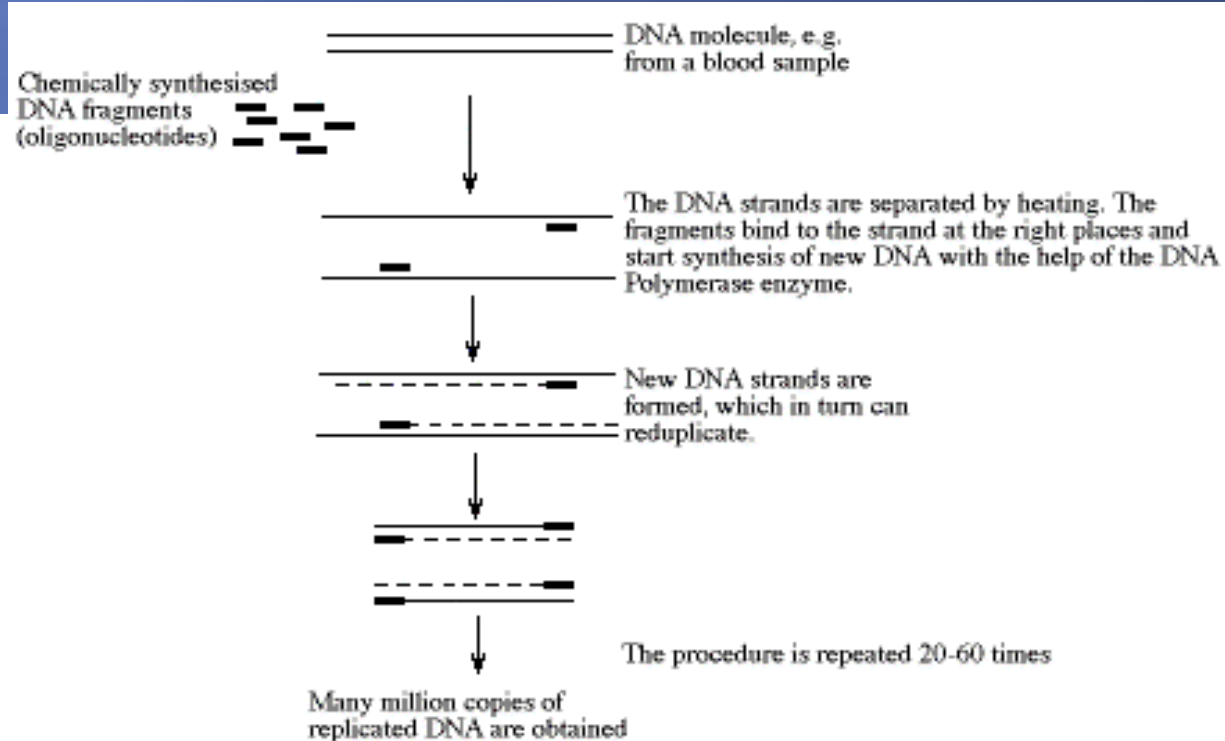 DNA molecule, e.g.
from a blood sample
Chemically synthesised
DNA fragments
(oligonucleotides)
The DNA strands are separated by heating. The
fragments bind to the strand at the right places and
start synthesis of new DNA with the help of the DNA
Polymerase enzyme.
New DNA strands are
formed, which in turn can
reduplicate.
The procedure is repeated 20-60 times
Many million copies of
replicated DNA are obtained